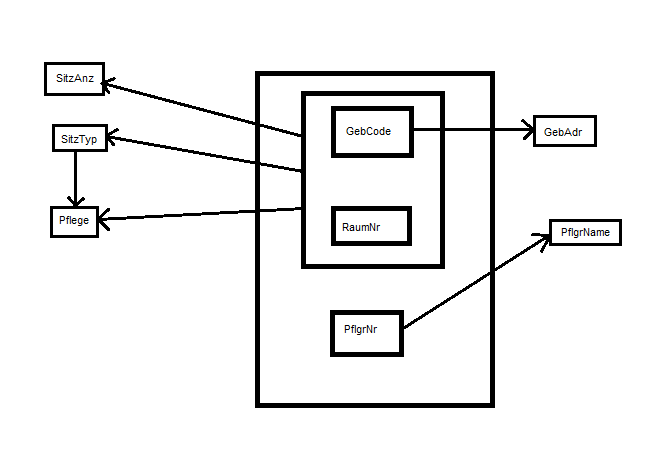 SitzAnz
GebCode
GebAdr
SitzTyp
Pflege
RaumNr
PflgrName
PflgrNr